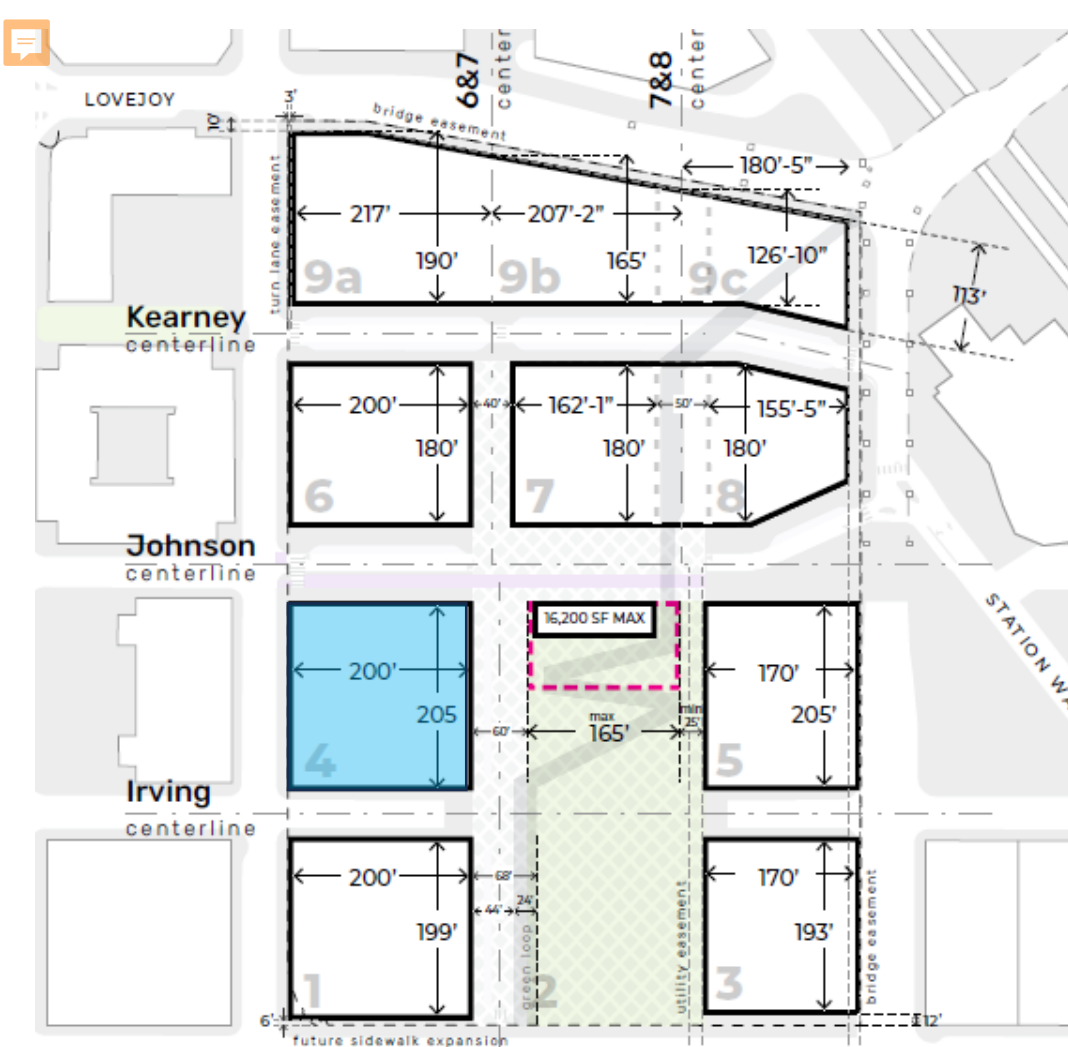 6&7
center
7&8
center
LOVEJOY
3'
10'
bridge easement
180'-5"
turn lane easement
217'
207'-2"
190'
165'
126'-10"
9a
9b
9c
113'
Kearney
centerline
200'
40'
162'-1"
50'
155'-5"
180'
180'
180'
6
7
8
Johnson
centerline
STATION WA
16,200 SF MAX
200'
170'
205
max
165'
min
25'
205'
60'
4
5
Irving
centerline
200'
68'
170'
24'
44'
199'
193'
green loop
utility easement
bridge easement
1
2
3
6'
12'
future sidewalk expansion